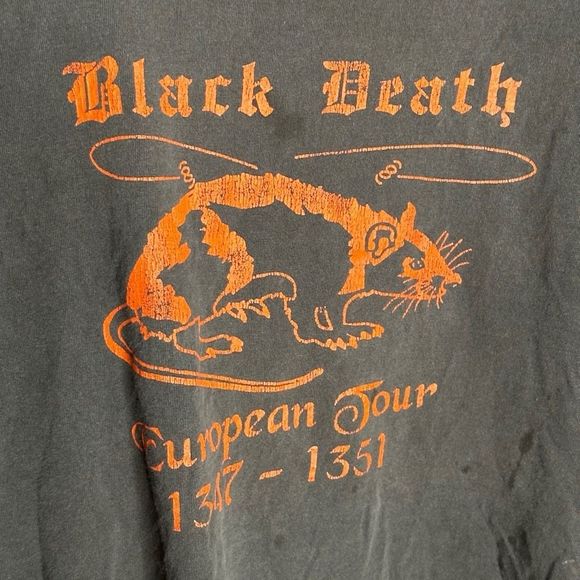 Black Death
European Tour
1347 - 1351